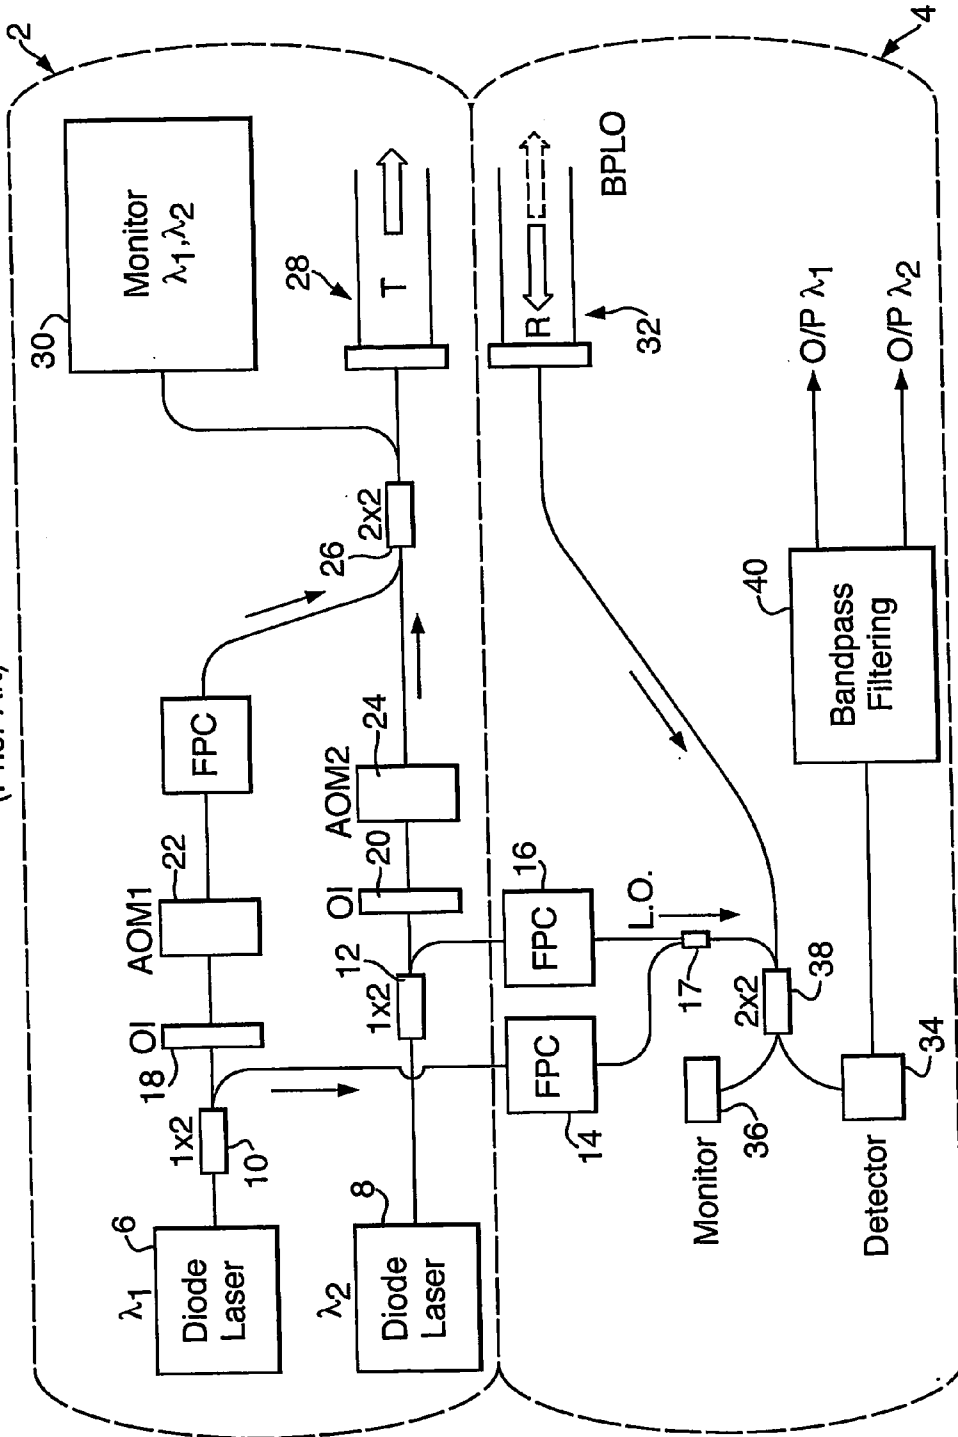 (Prior Art)
2
λ1
6
Diode
Laser
1x2
10
OI
18
AOM1
22
FPC
Monitor
λ1,λ2
30
λ2
8
Diode
Laser
1x2
12
OI
20
AOM2
24
2x2
26
28
T
4
FPC
14
FPC
16
L.O.
17
2x2
38
Monitor
36
Detector
34
R
32
BPLO
Bandpass
Filtering
40
O/P λ1
O/P λ2